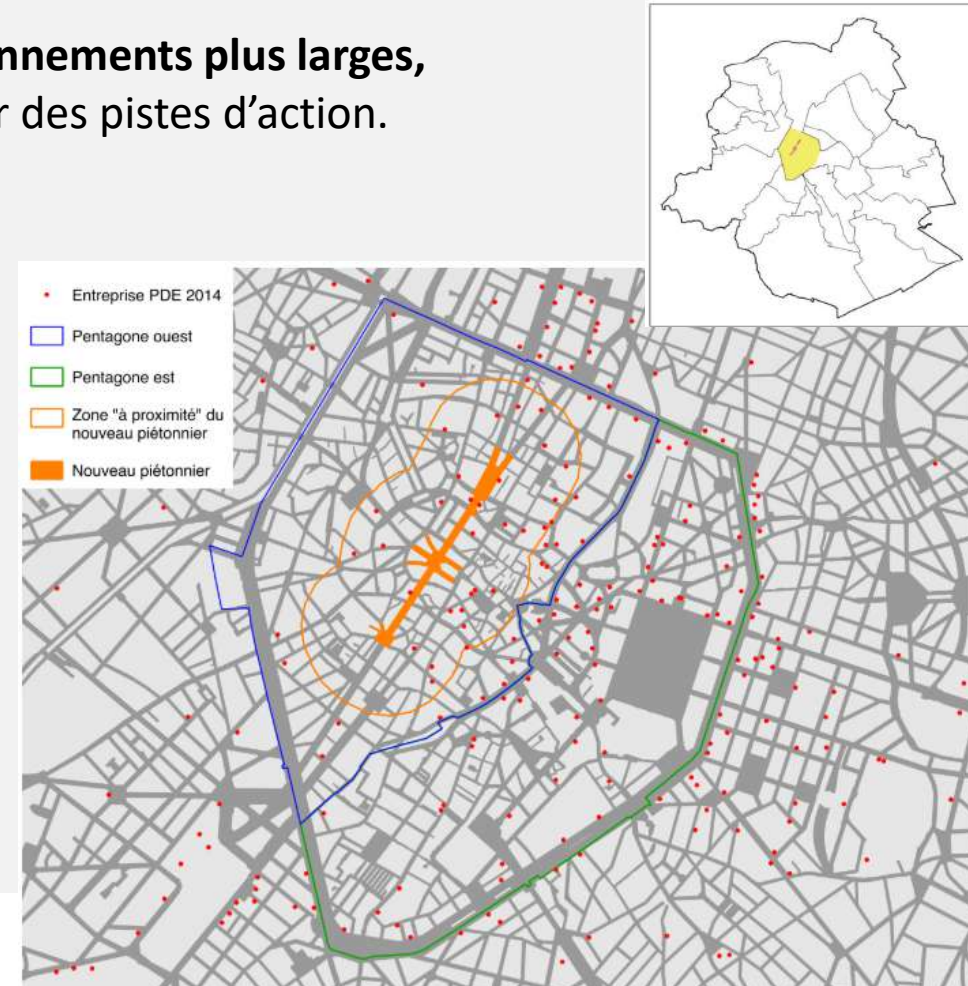 nnements plus larges,
r des pistes d’action.
Entreprise PDE 2014
Pentagone ouest
Pentagone est
Zone "à proximité" du
nouveau piétonnier
Nouveau piétonnier